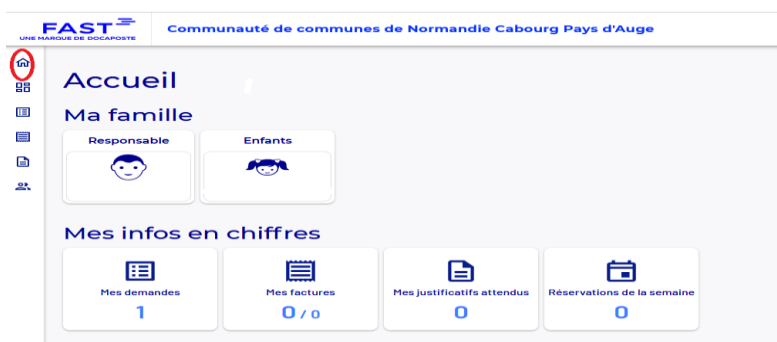 FAST
UNE MARQUE DE DOCAPOSTE
Communauté de communes de Normandie Cabourg Pays d'Auge
Accueil
Ma famille
Responsable
Enfants
Mes infos en chiffres
Mes demandes
1
Mes factures
0 / 0
Mes justificatifs attendus
0
Réservations de la semaine
0